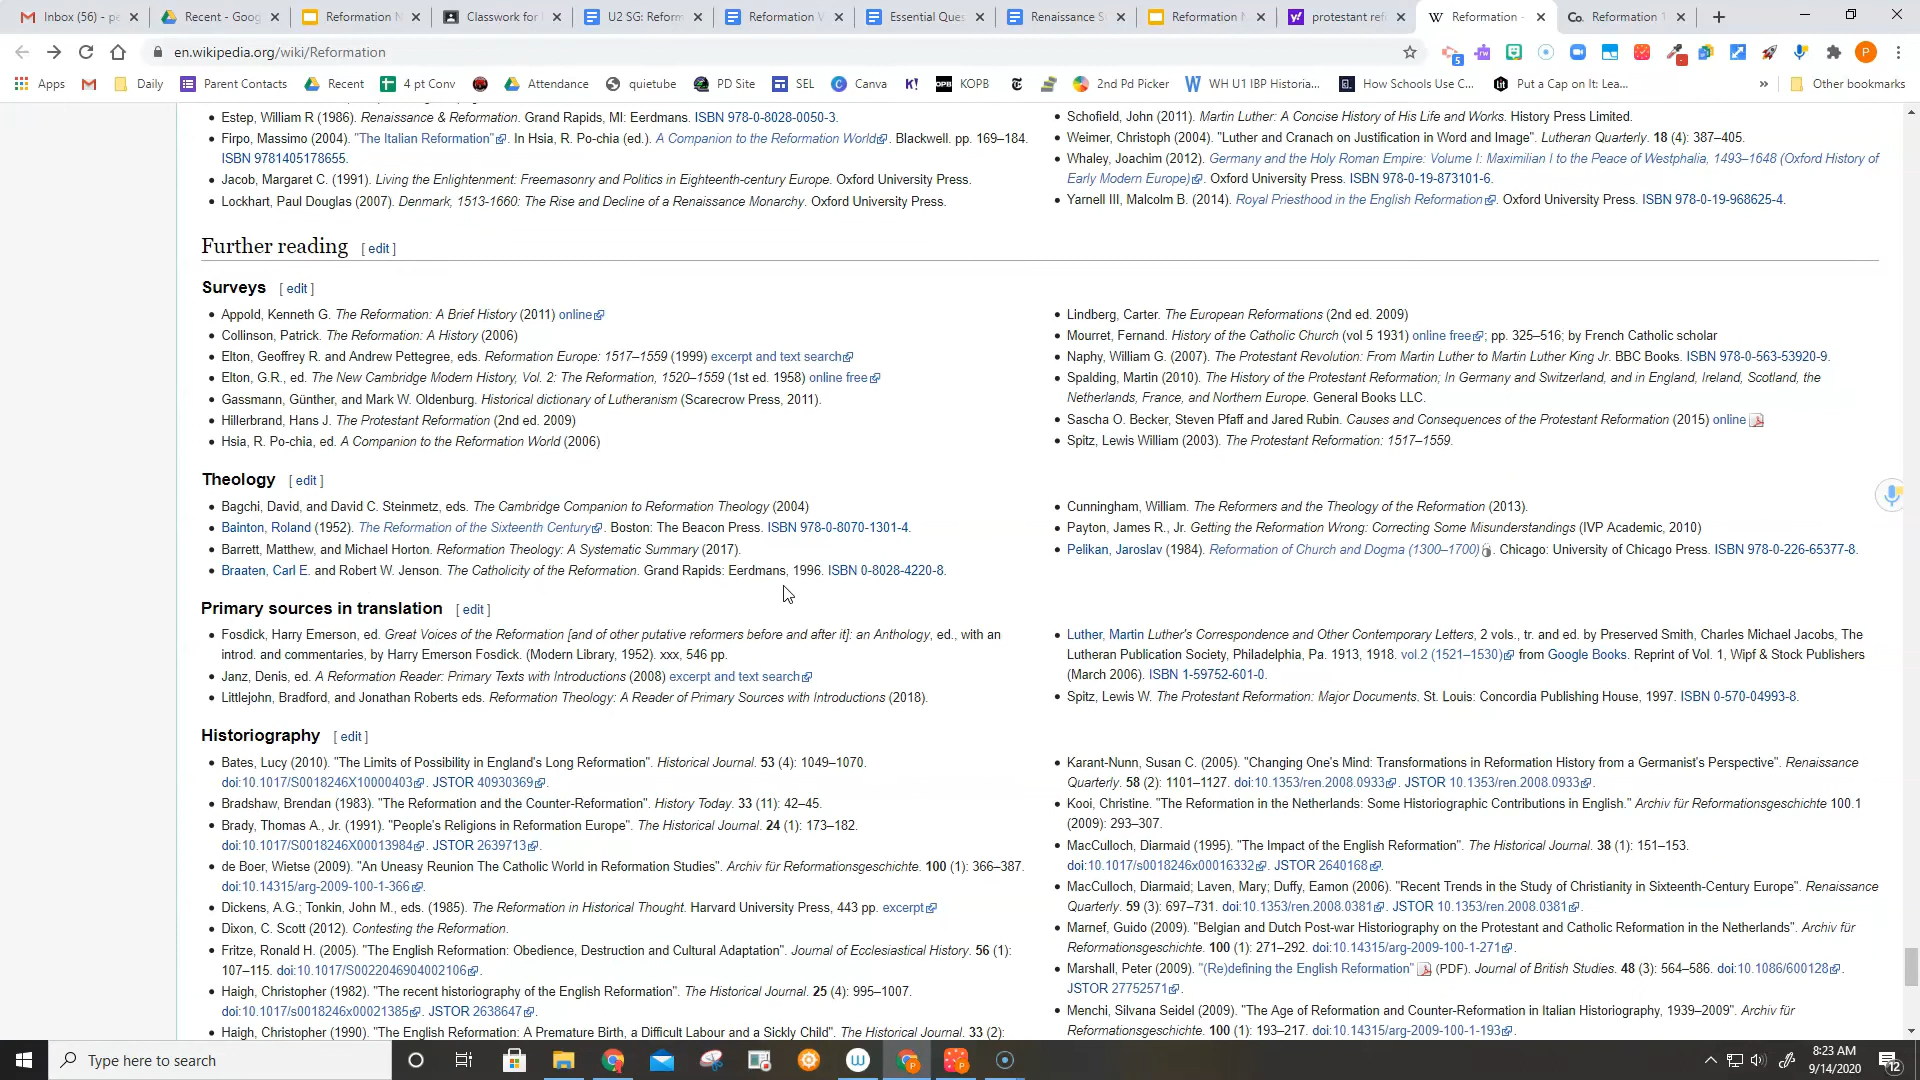 Inbox (56) - pe
Recent - Goog
Reformation N
Classwork for
U2 SG: Reform
Reformation V
Essential Ques
Renaissance S
Reformation N
protestant ref
Reformation -
Reformation 1
en.wikipedia.org/wiki/Reformation
Apps
Daily
Parent Contacts
Recent
4 pt Conv
Attendance
quietube
PD Site
SEL
Canva
KOPB
2nd Pd Picker
WH U1 IBP Historia...
How Schools Use C...
Put a Cap on It: Lea...
Other bookmarks
Estep, William R (1986). Renaissance & Reformation. Grand Rapids, MI: Eerdmans. ISBN 978-0-8028-0050-3.
Firpo, Massimo (2004). "The Italian Reformation". In Hsia, R. Po-chia (ed.). A Companion to the Reformation World. Blackwell. pp. 169–184.
ISBN 9781405178655.
Jacob, Margaret C. (1991). Living the Enlightenment: Freemasonry and Politics in Eighteenth-century Europe. Oxford University Press.
Lockhart, Paul Douglas (2007). Denmark, 1513-1660: The Rise and Decline of a Renaissance Monarchy. Oxford University Press.
Schofield, John (2011). Martin Luther: A Concise History of His Life and Works. History Press Limited.
Weimer, Christoph (2004). "Luther and Cranach on Justification in Word and Image". Lutheran Quarterly. 18 (4): 387–405.
Whaley, Joachim (2012). Germany and the Holy Roman Empire: Volume I: Maximilian I to the Peace of Westphalia, 1493–1648 (Oxford History of
Early Modern Europe). Oxford University Press. ISBN 978-0-19-873101-6.
Yarnell III, Malcolm B. (2014). Royal Priesthood in the English Reformation. Oxford University Press. ISBN 978-0-19-968625-4.
Further reading [ edit ]
Surveys [ edit ]
Appold, Kenneth G. The Reformation: A Brief History (2011) online
Collinson, Patrick. The Reformation: A History (2006)
Elton, Geoffrey R. and Andrew Pettegree, eds. Reformation Europe: 1517–1559 (1999) excerpt and text search
Elton, G.R., ed. The New Cambridge Modern History, Vol. 2: The Reformation, 1520–1559 (1st ed. 1958) online free
Gassmann, Günther, and Mark W. Oldenburg. Historical dictionary of Lutheranism (Scarecrow Press, 2011).
Hillerbrand, Hans J. The Protestant Reformation (2nd ed. 2009)
Hsia, R. Po-chia, ed. A Companion to the Reformation World (2006)
Lindberg, Carter. The European Reformations (2nd ed. 2009)
Mourret, Fernand. History of the Catholic Church (vol 5 1931) online free; pp. 325–516; by French Catholic scholar
Naphy, William G. (2007). The Protestant Revolution: From Martin Luther to Martin Luther King Jr. BBC Books. ISBN 978-0-563-53920-9.
Spalding, Martin (2010). The History of the Protestant Reformation; In Germany and Switzerland, and in England, Ireland, Scotland, the
Netherlands, France, and Northern Europe. General Books LLC.
Sascha O. Becker, Steven Pfaff and Jared Rubin. Causes and Consequences of the Protestant Reformation (2015) online
Spitz, Lewis William (2003). The Protestant Reformation: 1517–1559.
Theology [ edit ]
Bagchi, David, and David C. Steinmetz, eds. The Cambridge Companion to Reformation Theology (2004)
Bainton, Roland (1952). The Reformation of the Sixteenth Century. Boston: The Beacon Press. ISBN 978-0-8070-1301-4.
Barrett, Matthew, and Michael Horton. Reformation Theology: A Systematic Summary (2017).
Braaten, Carl E. and Robert W. Jenson. The Catholicity of the Reformation. Grand Rapids: Eerdmans, 1996. ISBN 0-8028-4220-8.
Cunningham, William. The Reformers and the Theology of the Reformation (2013).
Payton, James R., Jr. Getting the Reformation Wrong: Correcting Some Misunderstandings (IVP Academic, 2010)
Pelikan, Jaroslav (1984). Reformation of Church and Dogma (1300–1700). Chicago: University of Chicago Press. ISBN 978-0-226-65377-8.
Primary sources in translation [ edit ]
Fosdick, Harry Emerson, ed. Great Voices of the Reformation [and of other putative reformers before and after it]: an Anthology, ed., with an
introd. and commentaries, by Harry Emerson Fosdick. (Modern Library, 1952). xxx, 546 pp.
Janz, Denis, ed. A Reformation Reader: Primary Texts with Introductions (2008) excerpt and text search
Littlejohn, Bradford, and Jonathan Roberts eds. Reformation Theology: A Reader of Primary Sources with Introductions (2018).
Luther, Martin Luther's Correspondence and Other Contemporary Letters, 2 vols., tr. and ed. by Preserved Smith, Charles Michael Jacobs, The
Lutheran Publication Society, Philadelphia, Pa. 1913, 1918. vol.2 (1521–1530) from Google Books. Reprint of Vol. 1, Wipf & Stock Publishers
(March 2006). ISBN 1-59752-601-0.
Spitz, Lewis W. The Protestant Reformation: Major Documents. St. Louis: Concordia Publishing House, 1997. ISBN 0-570-04993-8.
Historiography [ edit ]
Bates, Lucy (2010). "The Limits of Possibility in England's Long Reformation". Historical Journal. 53 (4): 1049–1070.
doi:10.1017/S0018246X10000403. JSTOR 40930369.
Bradshaw, Brendan (1983). "The Reformation and the Counter-Reformation". History Today. 33 (11): 42–45.
Brady, Thomas A., Jr. (1991). "People's Religions in Reformation Europe". The Historical Journal. 24 (1): 173–182.
doi:10.1017/S0018246X00013984. JSTOR 2639713.
de Boer, Wietse (2009). "An Uneasy Reunion The Catholic World in Reformation Studies". Archiv für Reformationsgeschichte. 100 (1): 366–387.
doi:10.14315/arg-2009-100-1-366.
Dickens, A.G.; Tonkin, John M., eds. (1985). The Reformation in Historical Thought. Harvard University Press, 443 pp. excerpt
Dixon, C. Scott (2012). Contesting the Reformation.
Fritze, Ronald H. (2005). "The English Reformation: Obedience, Destruction and Cultural Adaptation". Journal of Ecclesiastical History. 56 (1):
107–115. doi:10.1017/S0022046904002106.
Haigh, Christopher (1982). "The recent historiography of the English Reformation". The Historical Journal. 25 (4): 995–1007.
doi:10.1017/s0018246x00021385. JSTOR 2638647.
Haigh, Christopher (1990). "The English Reformation: A Premature Birth, a Difficult Labour and a Sickly Child". The Historical Journal. 33 (2):
Karant-Nunn, Susan C. (2005). "Changing One's Mind: Transformations in Reformation History from a Germanist's Perspective". Renaissance
Quarterly. 58 (2): 1101–1127. doi:10.1353/ren.2008.0933. JSTOR 10.1353/ren.2008.0933.
Kooi, Christine. "The Reformation in the Netherlands: Some Historiographic Contributions in English." Archiv für Reformationsgeschichte 100.1
(2009): 293–307.
MacCulloch, Diarmaid (1995). "The Impact of the English Reformation". The Historical Journal. 38 (1): 151–153.
doi:10.1017/s0018246x00016332. JSTOR 2640168.
MacCulloch, Diarmaid; Laven, Mary; Duffy, Eamon (2006). "Recent Trends in the Study of Christianity in Sixteenth-Century Europe". Renaissance
Quarterly. 59 (3): 697–731. doi:10.1353/ren.2008.0381. JSTOR 10.1353/ren.2008.0381.
Marnef, Guido (2009). "Belgian and Dutch Post-war Historiography on the Protestant and Catholic Reformation in the Netherlands". Archiv für
Reformationsgeschichte. 100 (1): 271–292. doi:10.14315/arg-2009-100-1-271.
Marshall, Peter (2009). "(Re)defining the English Reformation" (PDF). Journal of British Studies. 48 (3): 564–586. doi:10.1086/600128.
JSTOR 27752571.
Menchi, Silvana Seidel (2009). "The Age of Reformation and Counter-Reformation in Italian Historiography, 1939–2009". Archiv für
Reformationsgeschichte. 100 (1): 193–217. doi:10.14315/arg-2009-100-1-193.
Type here to search
8:23 AM
9/14/2020
12